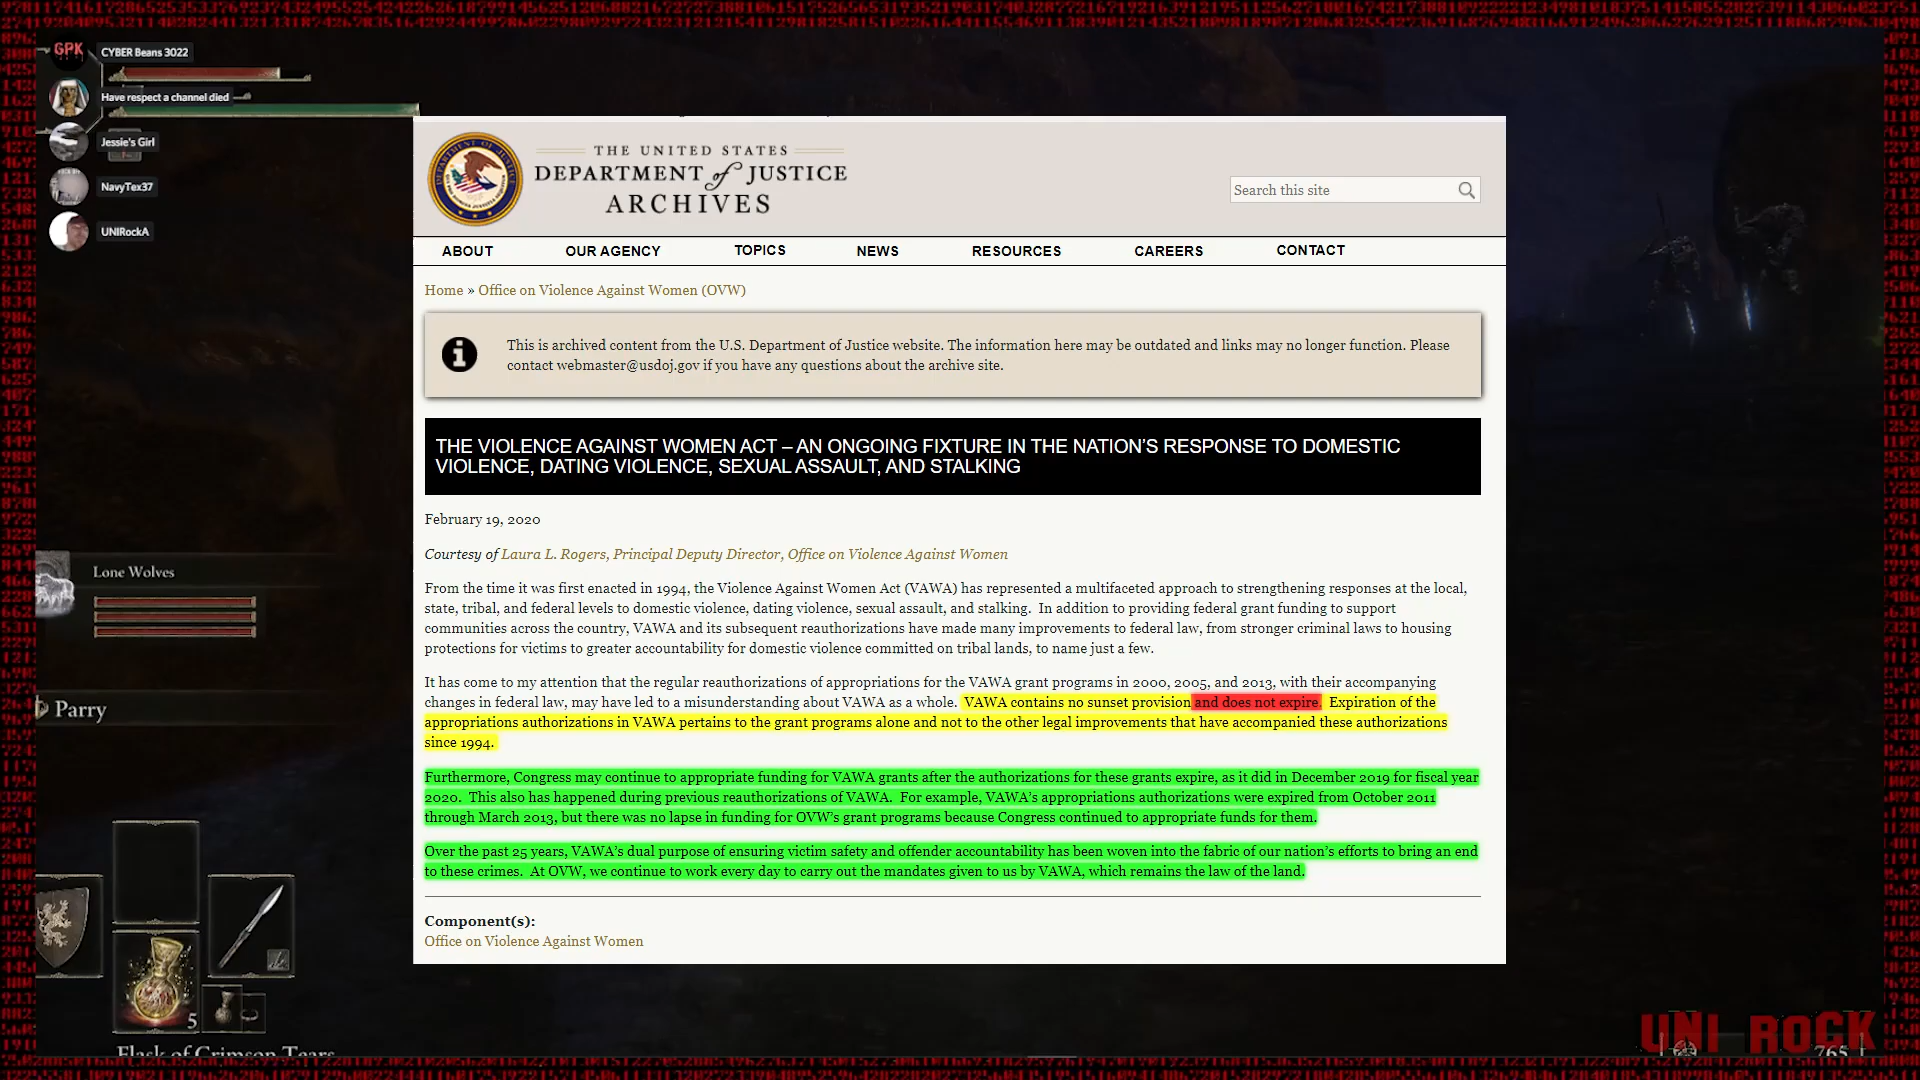 GPK
CYBER Beans 3022
Have respect a channel died
Jessie's Girl
NavyTex37
UNIRockA
THE UNITED STATES
DEPARTMENT of JUSTICE
ARCHIVES
Search this site
ABOUT OUR AGENCY TOPICS NEWS RESOURCES CAREERS CONTACT
Home » Office on Violence Against Women (OVW)
This is archived content from the U.S. Department of Justice website. The information here may be outdated and links may no longer function. Please
contact webmaster@usdoj.gov if you have any questions about the archive site.
THE VIOLENCE AGAINST WOMEN ACT – AN ONGOING FIXTURE IN THE NATION'S RESPONSE TO DOMESTIC
VIOLENCE, DATING VIOLENCE, SEXUAL ASSAULT, AND STALKING
February 19, 2020
Courtesy of Laura L. Rogers, Principal Deputy Director, Office on Violence Against Women
From the time it was first enacted in 1994, the Violence Against Women Act (VAWA) has represented a multifaceted approach to strengthening responses at the local,
state, tribal, and federal levels to domestic violence, dating violence, sexual assault, and stalking.  In addition to providing federal grant funding to support
communities across the country, VAWA and its subsequent reauthorizations have made many improvements to federal law, from stronger criminal laws to housing
protections for victims to greater accountability for domestic violence committed on tribal lands, to name just a few.
It has come to my attention that the regular reauthorizations of appropriations for the VAWA grant programs in 2000, 2005, and 2013, with their accompanying
changes in federal law, may have led to a misunderstanding about VAWA as a whole.  VAWA contains no sunset provision and does not expire.  Expiration of the
appropriations authorizations in VAWA pertains to the grant programs alone and not to the other legal improvements that have accompanied these authorizations
since 1994.
Furthermore, Congress may continue to appropriate funding for VAWA grants after the authorizations for these grants expire, as it did in December 2019 for fiscal year
2020.  This also has happened during previous reauthorizations of VAWA.  For example, VAWA's appropriations authorizations were expired from October 2011
through March 2013, but there was no lapse in funding for OVW's grant programs because Congress continued to appropriate funds for them.
Over the past 25 years, VAWA's dual purpose of ensuring victim safety and offender accountability has been woven into the fabric of our nation's efforts to bring an end
to these crimes.  At OVW, we continue to work every day to carry out the mandates given to us by VAWA, which remains the law of the land.
Component(s):
Office on Violence Against Women
Lone Wolves
Parry
5
Flask of Crimson Tears
UNI ROCK
765